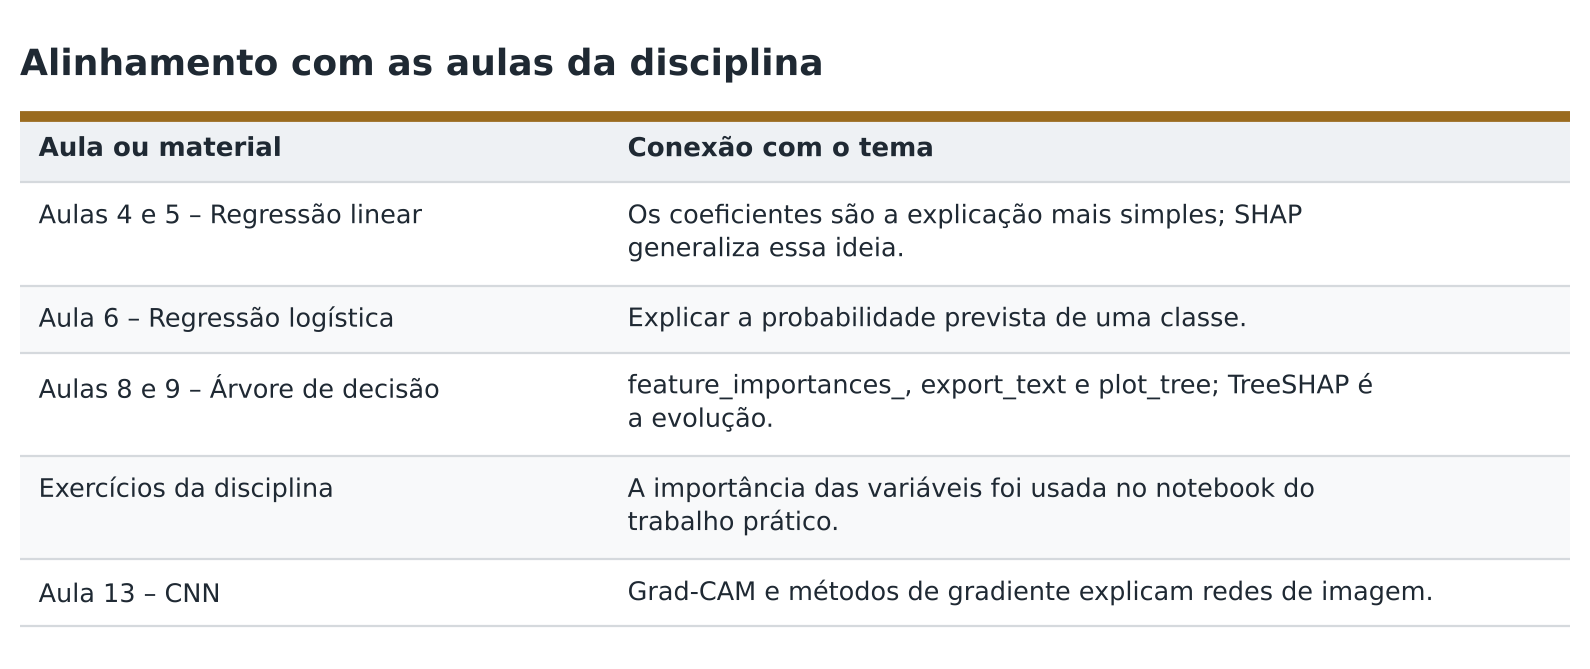 Alinhamento com as aulas da disciplina
Aula ou material
Conexão com o tema
Aulas 4 e 5 – Regressão linear
Os coeficientes são a explicação mais simples; SHAP
generaliza essa ideia.
Aula 6 – Regressão logística
Explicar a probabilidade prevista de uma classe.
Aulas 8 e 9 – Árvore de decisão
feature_importances_, export_text e plot_tree; TreeSHAP é
a evolução.
Exercícios da disciplina
A importância das variáveis foi usada no notebook do
trabalho prático.
Aula 13 – CNN
Grad-CAM e métodos de gradiente explicam redes de imagem.